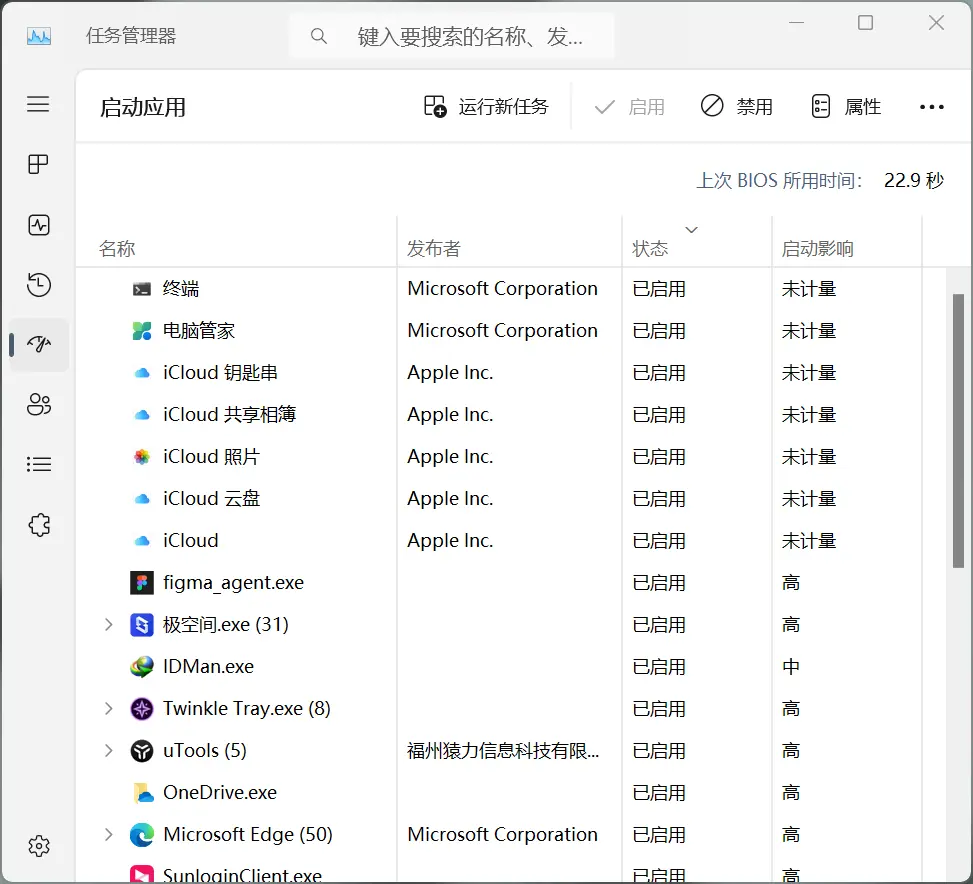 任务管理器
键入要搜索的名称、发...
启动应用
运行新任务
启用
禁用
属性
上次 BIOS 所用时间: 22.9 秒
名称 发布者 状态 启动影响
终端 Microsoft Corporation 已启用 未计量
电脑管家 Microsoft Corporation 已启用 未计量
iCloud 钥匙串 Apple Inc. 已启用 未计量
iCloud 共享相簿 Apple Inc. 已启用 未计量
iCloud 照片 Apple Inc. 已启用 未计量
iCloud 云盘 Apple Inc. 已启用 未计量
iCloud Apple Inc. 已启用 未计量
figma_agent.exe 已启用 高
极空间.exe (31) 已启用 高
IDMan.exe 已启用 中
Twinkle Tray.exe (8) 已启用 高
uTools (5) 福州猿力信息科技有限... 已启用 高
OneDrive.exe 已启用 高
Microsoft Edge (50) Microsoft Corporation 已启用 高
SunloginClient.exe 已启用 高